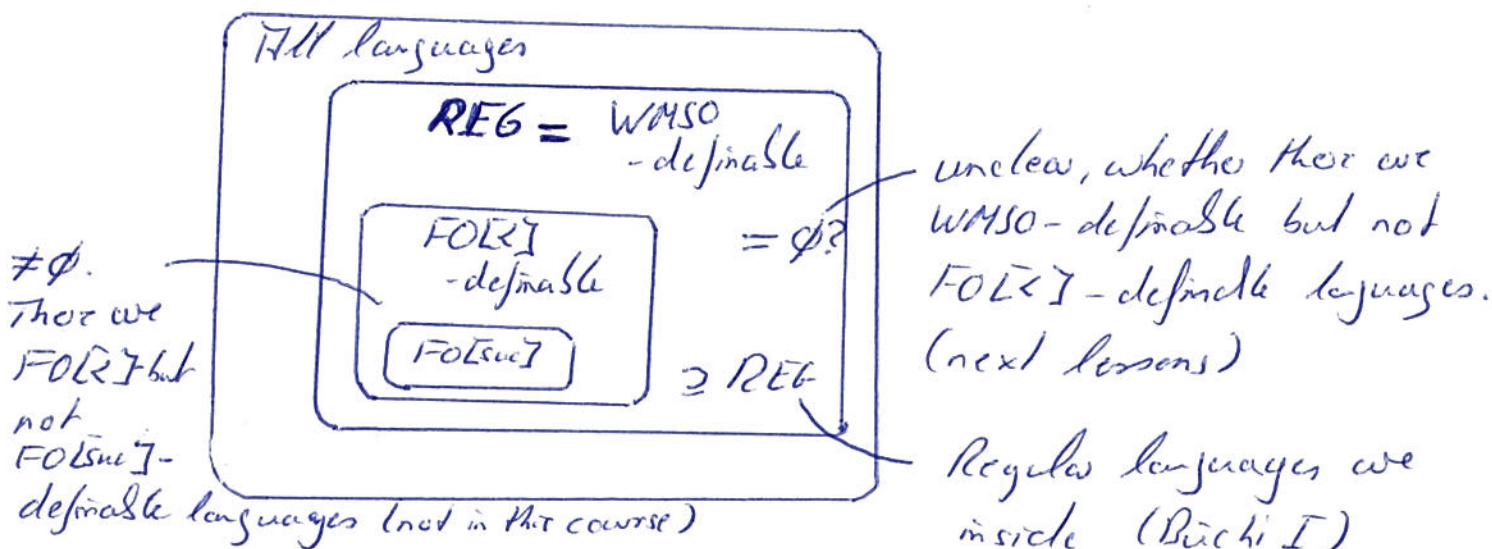 All languages
REG = WMSO
-definable
FO[<]
-definable
FO[suc]
= ∅?
⊇ REG
≠ ∅.
There are
FO[<] but
not
FO[suc]-
definable languages (not in this course)
unclear, whether there are
WMSO-definable but not
FO[<]-definable languages.
(next lessons)
Regular languages are
inside (Büchi I)